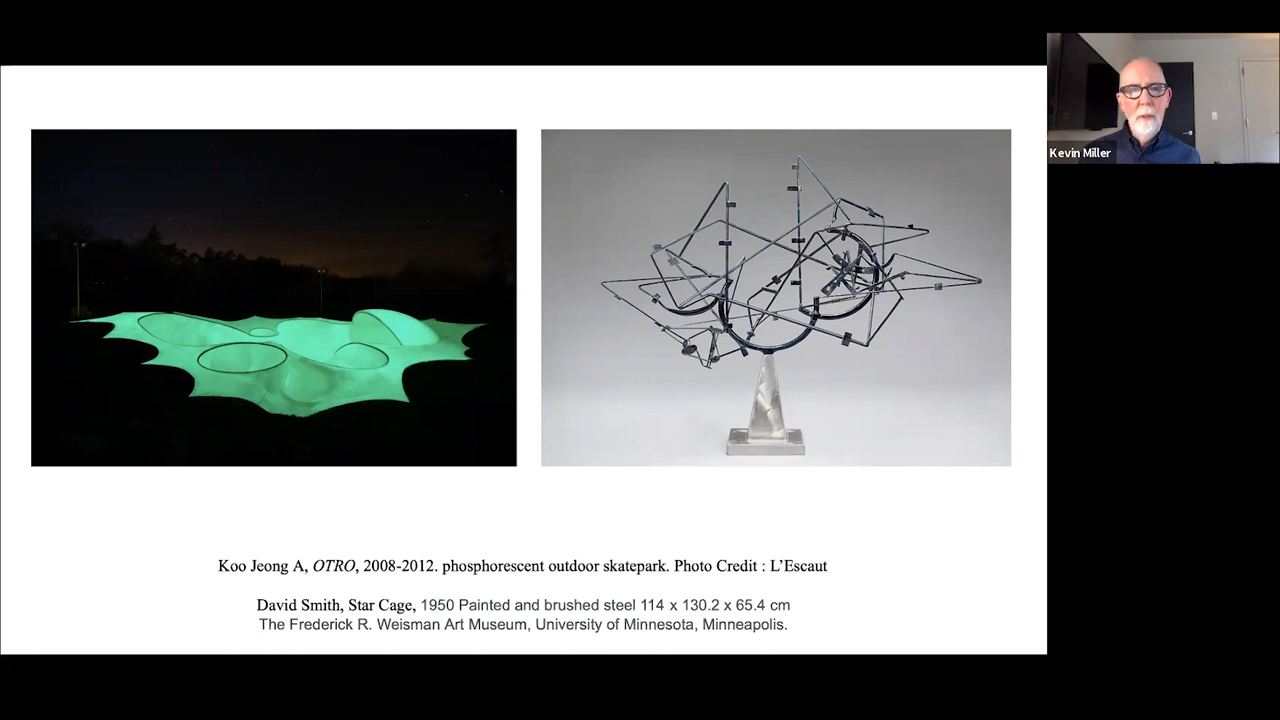 Kevin Miller
Koo Jeong A, OTRO, 2008-2012. phosphorescent outdoor skatepark. Photo Credit : L’Escaut
David Smith, Star Cage, 1950 Painted and brushed steel 114 x 130.2 x 65.4 cm
The Frederick R. Weisman Art Museum, University of Minnesota, Minneapolis.